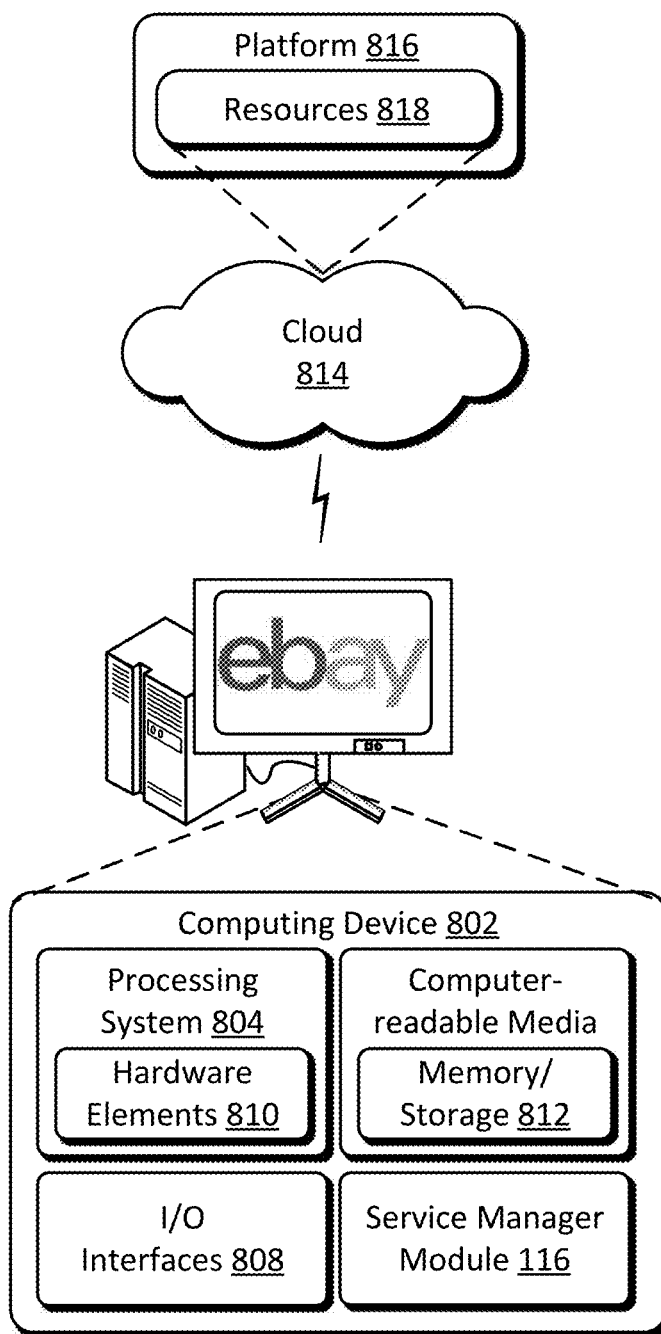 Platform 816
Resources 818
Cloud
814
ebay
Computing Device 802
Processing
System 804
Hardware
Elements 810
Computer-
readable Media
Memory/
Storage 812
I/O
Interfaces 808
Service Manager
Module 116